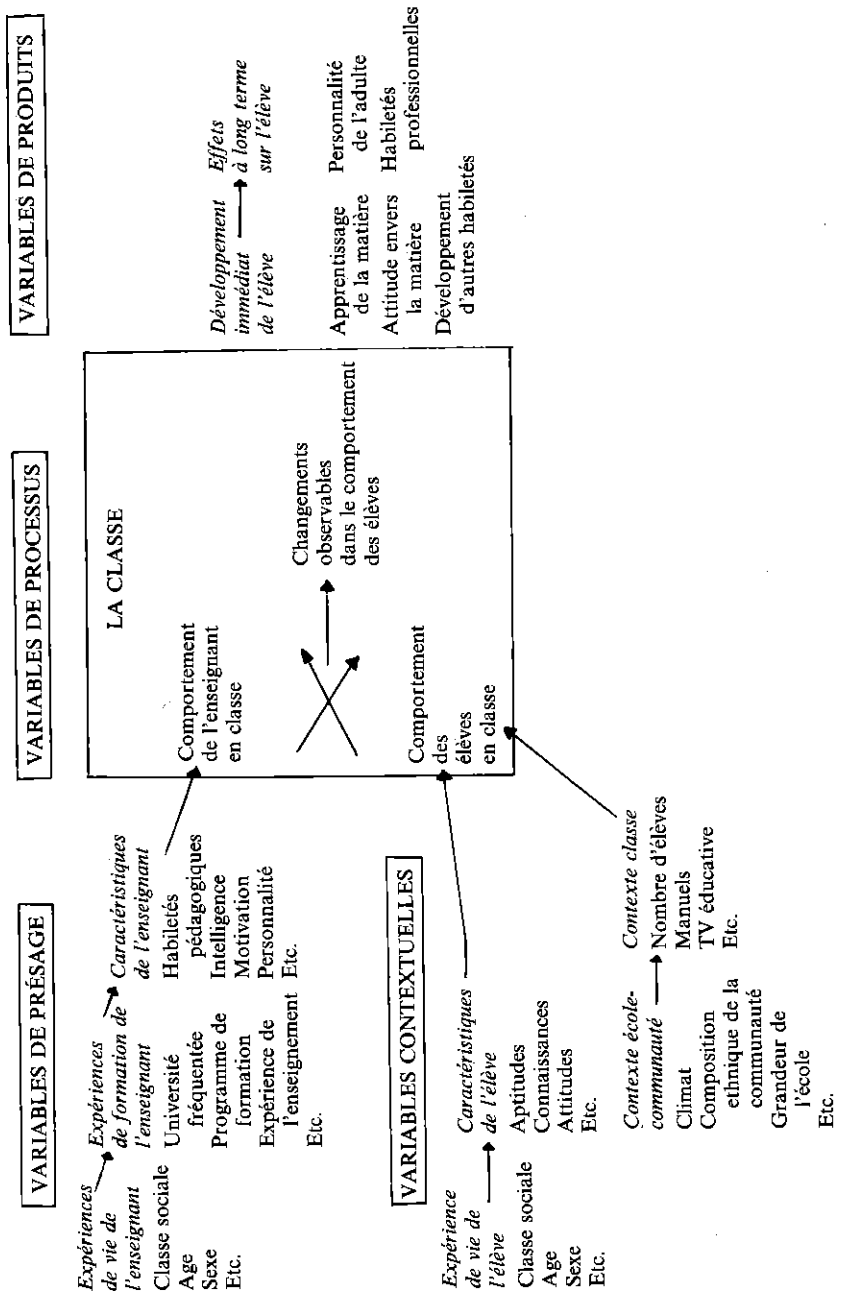 VARIABLES DE PRÉSAGE
Expériences
de vie de
l'enseignant
Classe sociale
Age
Sexe
Etc.
Expériences
de formation de
l'enseignant
Université
fréquentée
Programme de
formation
Expérience de
l'enseignement
Etc.
Caractéristiques
de l'enseignant
Habiletés
pédagogiques
Intelligence
Motivation
Personnalité
Etc.
VARIABLES CONTEXTUELLES
Expérience
de vie de
l'élève
Classe sociale
Age
Sexe
Etc.
Caractéristiques
de l'élève
Aptitudes
Connaissances
Attitudes
Etc.
Contexte école-
communauté
Climat
Composition
ethnique de la
communauté
Grandeur de
l'école
Etc.
Contexte classe
Nombre d'élèves
Manuels
TV éducative
Etc.
VARIABLES DE PROCESSUS
LA CLASSE
Comportement
de l'enseignant
en classe
Comportement
des
élèves
en classe
Changements
observables
dans le comportement
des élèves
VARIABLES DE PRODUITS
Développement
immédiat
de l'élève
Apprentissage
de la matière
Attitude envers
la matière
Développement
d'autres habiletés
Effets
à long terme
sur l'élève
Personnalité
de l'adulte
Habiletés
professionnelles